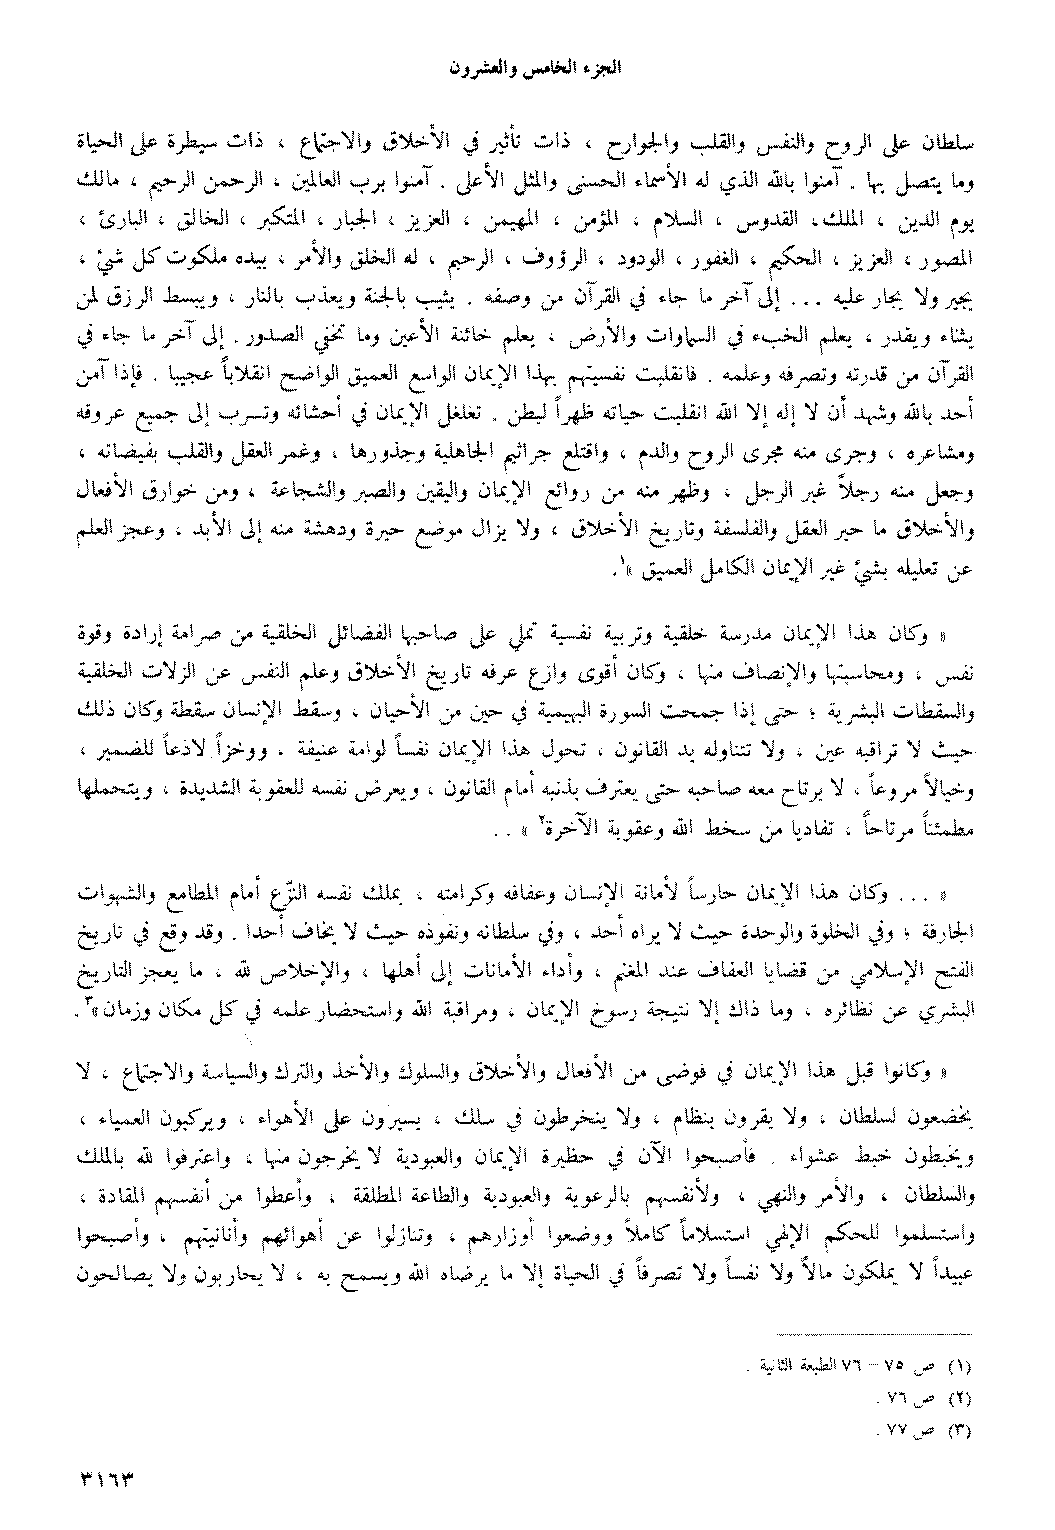 الجزء الخامس والعشرون
سلطان على الروح والنفس والقلب والجوارح ، ذات تأثير في الأخلاق والاجتماع ، ذات سيطرة على الحياة
وما يتصل بها . آمنوا بالله الذي له الأسماء الحسنى والمثل الأعلى . آمنوا برب العالمين ، الرحمن الرحيم ، مالك
يوم الدين ، الملك، القدوس ، السلام ، المؤمن ، المهيمن ، العزيز ، الجبار ، المتكبر ، الخالق ، البارئ ،
المصور ، العزيز ، الحكيم ، الغفور ، الودود ، الرؤوف ، الرحيم ، له الخلق والأمر ، بيده ملكوت كل شيْ ،
يجير ولا يجار عليه ... إلى آخر ما جاء في القرآن من وصفه . يثيب بالجنة ويعذب بالنار ، ويبسط الرزق لمن
يشاء ويقدر ، يعلم الخبء في السماوات والأرض ، يعلم خائنة الأعين وما تخفي الصدور . إلى آخر ما جاء في
القرآن من قدرته وتصرفه وعلمه . فانقلبت نفسيتهم بهذا الإيمان الواسع العميق الواضح انقلاباً عجيبا . فإذا آمن
أحد بالله وشهد أن لا إله إلا الله انقلبت حياته ظهراً لبطن . تغلغل الإيمان في أحشائه وتسرب إلى جميع عروقه
ومشاعره ، وجرى منه مجرى الروح والدم ، واقتلع جراثيم الجاهلية وجذورها ، وغمر العقل والقلب بفيضانه ،
وجعل منه رجلاً غير الرجل ، وظهر منه من روائع الإيمان واليقين والصبر والشجاعة ، ومن خوارق الأفعال
والأخلاق ما حير العقل والفلسفة وتاريخ الأخلاق ، ولا يزال موضع حيرة ودهشة منه إلى الأبد ، وعجز العلم
عن تعليله بشيْ غير الإيمان الكامل العميق »١.
« وكان هذا الإيمان مدرسة خلقية وتربية نفسية تملي على صاحبها الفضائل الخلقية من صرامة إرادة وقوة
نفس ، ومحاسبتها والإنصاف منها ، وكان أقوى وازع عرفه تاريخ الأخلاق وعلم النفس عن الزلات الخلقية
والسقطات البشرية ؛ حتى إذا جمحت السورة البهيمية في حين من الأحيان ، وسقط الإنسان سقطة وكان ذلك
حيث لا تراقبه عين ، ولا تتناوله يد القانون ، تحول هذا الإيمان نفساً لوامة عنيفة ، ووخزاً لاذعاً للضمير ،
وخيالاً مروعاً ، لا يرتاح معه صاحبه حتى يعترف بذنبه أمام القانون ، ويعرض نفسه للعقوبة الشديدة ، ويتحملها
مطمئناً مرتاحاً ، تفاديا من سخط الله وعقوبة الآخرة٢ » ..
« ... وكان هذا الإيمان حارساً لأمانة الإنسان وعفافه وكرامته ، يملك نفسه النزّع أمام المطامع والشهوات
الجارفة ؛ وفي الخلوة والوحدة حيث لا يراه أحد ، وفي سلطانه ونفوذه حيث لا يخاف أحدا . وقد وقع في تاريخ
الفتح الإسلامي من قضايا العفاف عند المغنم ، وأداء الأمانات إلى أهلها ، والإخلاص لله ، ما يعجز التاريخ
البشري عن نظائره ، وما ذاك إلا نتيجة رسوخ الإيمان ، ومراقبة الله واستحضار علمه في كل مكان وزمان »٣.
« وكانوا قبل هذا الإيمان في فوضى من الأفعال والأخلاق والسلوك والأخذ والترك والسياسة والاجتماع ، لا
يخضعون لسلطان ، ولا يقرون بنظام ، ولا ينخرطون في سلك ، يسيرون على الأهواء ، ويركبون العمياء ،
ويخبطون خبط عشواء . فأصبحوا الآن في حظيرة الإيمان والعبودية لا يخرجون منها ، واعترفوا لله بالملك
والسلطان ، والأمر والنهي ، ولأنفسهم بالرعوية والعبودية والطاعة المطلقة ، وأعطوا من أنفسهم المقادة ،
واستسلموا للحكم الإلهي استسلاماً كاملاً ووضعوا أوزارهم ، وتنازلوا عن أهوائهم وأنانيتهم ، وأصبحوا
عبيداً لا يملكون مالاً ولا نفساً ولا تصرفاً في الحياة إلا ما يرضاه الله ويسمح به ، لا يحاربون ولا يصالحون
(١) ص ٧٥ – ٧٦ الطبعة الثانية .
(٢) ص ٧٦ .
(٣) ص ٧٧ .
٣١٦٣